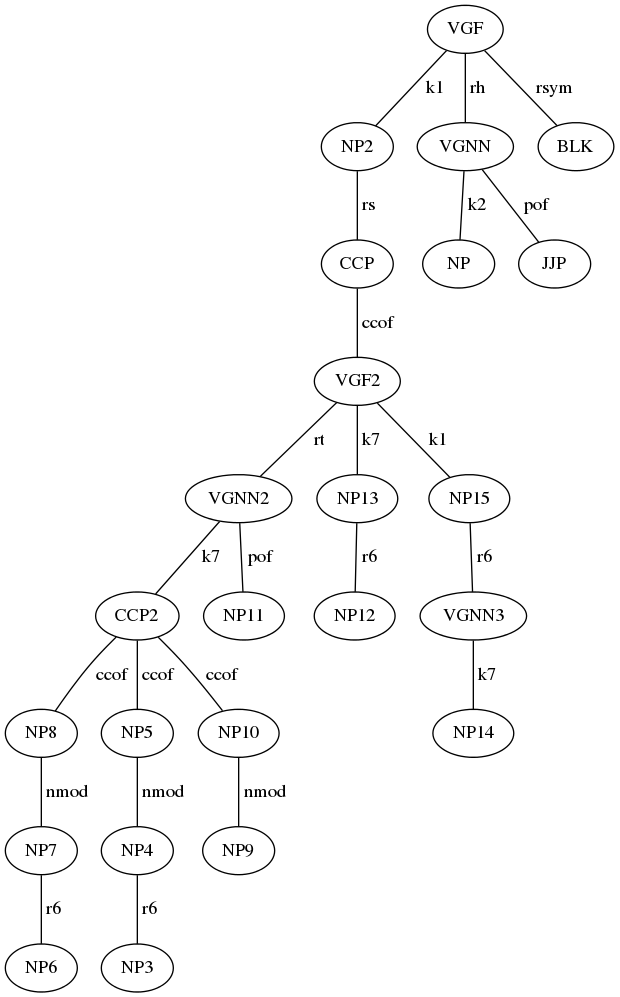 VGF
k1 rh rsym
NP2 VGNN BLK
rs k2 pof
CCP NP JJP
ccof
VGF2
rt k7 k1
VGNN2 NP13 NP15
k7 pof r6 r6
CCP2 NP11 NP12 VGNN3
ccof ccof ccof k7
NP8 NP5 NP10 NP14
nmod nmod nmod
NP7 NP4 NP9
r6 r6
NP6 NP3